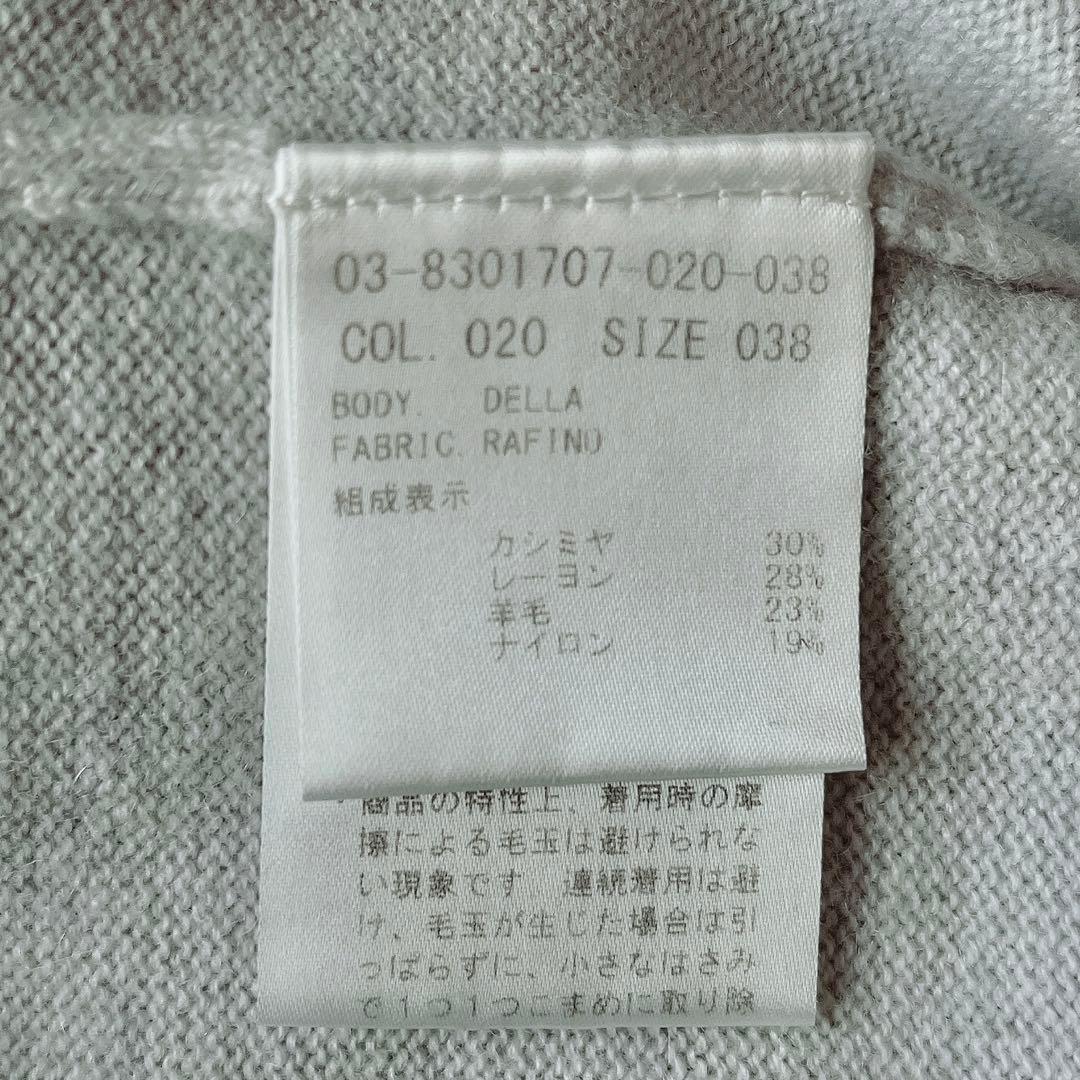 03-8301707-020-038
COL. 020 SIZE 038
BODY. DELLA
FABRIC. RAFINO
組成表示
カシミヤ 30%
レーヨン 28%
羊毛 23%
ナイロン 19%
商品の特性上、着用時の摩
擦による毛玉は避けられな
い現象です 連続着用は避
け、毛玉が生じた場合は引
っぱらずに、小さなはさみ
で1つ1つこまめに取り除